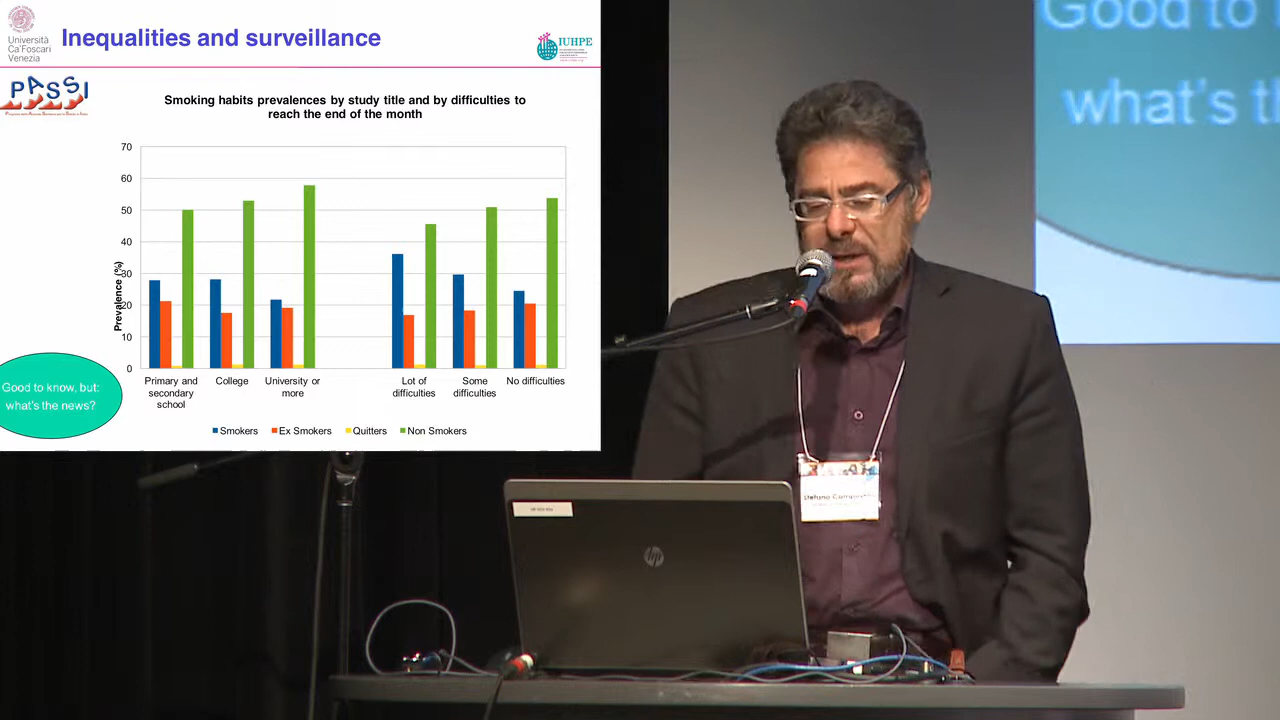 Università
Ca'Foscari
Venezia
Inequalities and surveillance
IUHPE
PASSI
Smoking habits prevalences by study title and by difficulties to
reach the end of the month
Prevalence (%)
70
60
50
40
30
20
10
0
Primary and
secondary
school
College
University or
more
Lot of
difficulties
Some
difficulties
No difficulties
Smokers
Ex Smokers
Quitters
Non Smokers
Good to know, but:
what's the news?
Good to
what's th
hp
Stefano